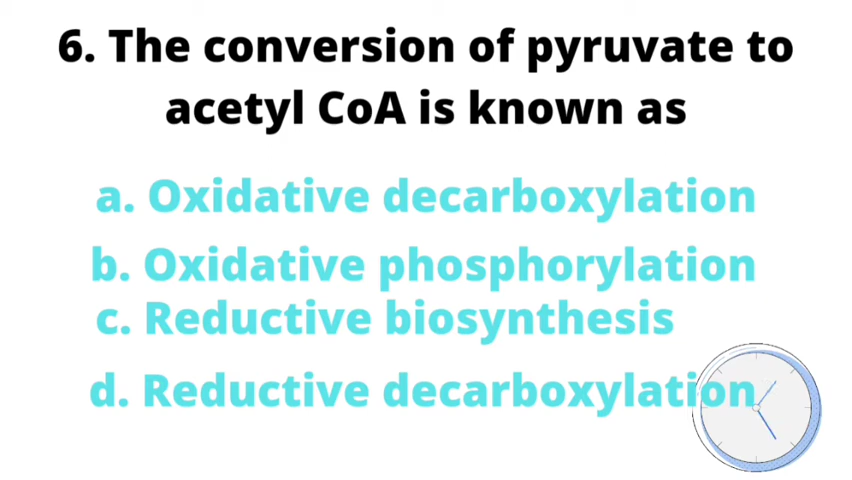 6. The conversion of pyruvate to
acetyl CoA is known as
a. Oxidative decarboxylation
b. Oxidative phosphorylation
c. Reductive biosynthesis
d. Reductive decarboxylation